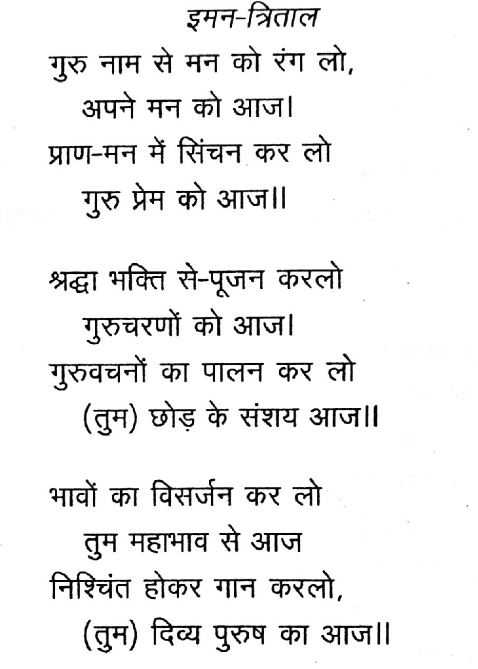 इमन-त्रिताल
गुरु नाम से मन को रंग लो,
अपने मन को आज।
प्राण-मन में सिंचन कर लो
गुरु प्रेम को आज॥
श्रद्धा भक्ति से-पूजन करलो
गुरुचरणों को आज।
गुरुवचनों का पालन कर लो
(तुम) छोड़ के संशय आज॥
भावों का विसर्जन कर लो
तुम महाभाव से आज
निश्चिंत होकर गान करलो,
(तुम) दिव्य पुरुष का आज॥